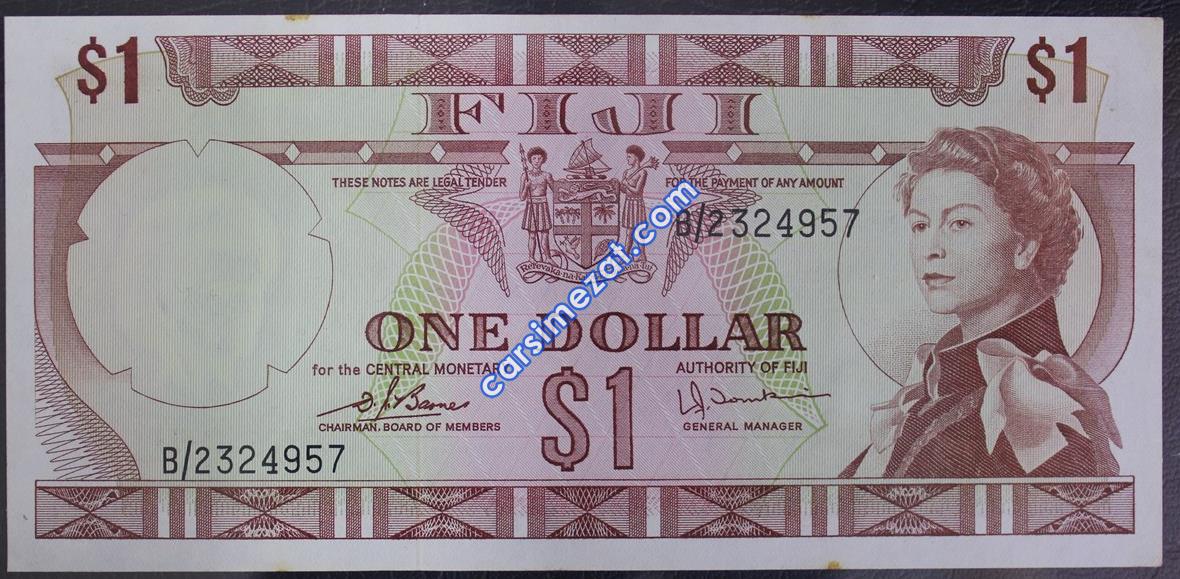 $1
$1
FIJI
THESE NOTES ARE LEGAL TENDER
FOR THE PAYMENT OF ANY AMOUNT
B/2324957
carsimezat.com
ONE DOLLAR
for the CENTRAL MONETARY
AUTHORITY OF FIJI
$1
CHAIRMAN, BOARD OF MEMBERS
GENERAL MANAGER
B/2324957